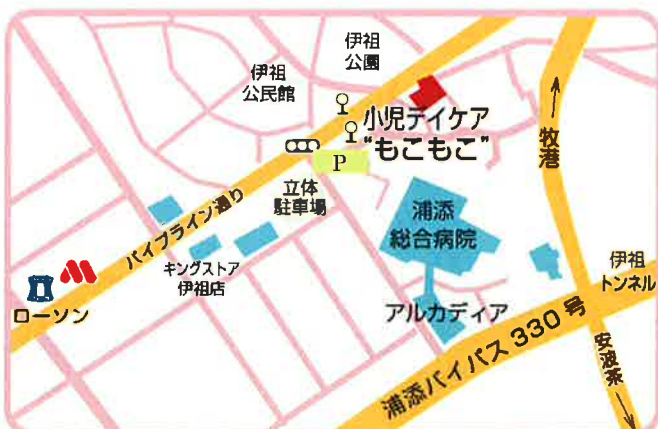 伊祖
公園
伊祖
公民館
小児デイケア
“もこもこ”
P
立体
駐車場
牧港
パイプライン通り
浦添
総合病院
キングストア
伊祖店
ローソン
アルカディア
伊祖
トンネル
浦添バイパス 330 号
安波茶